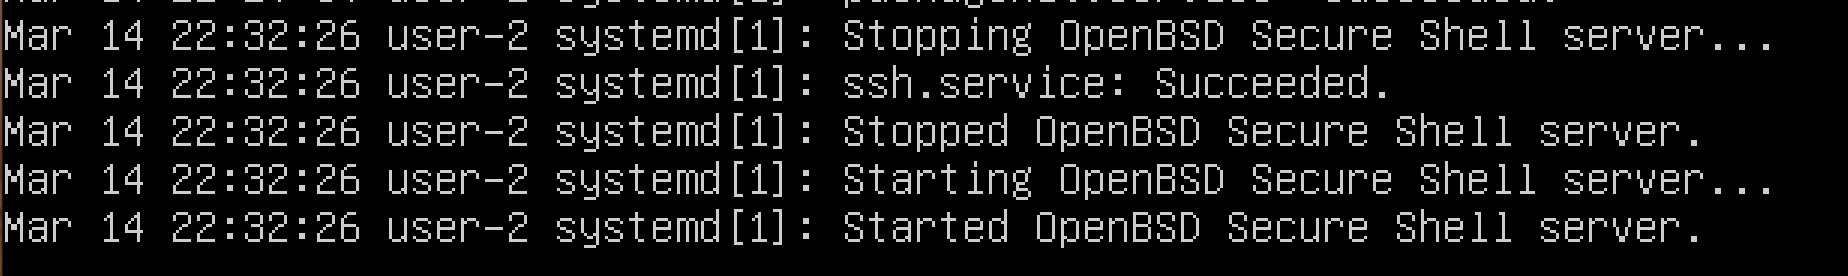 Mar 14 22:32:26 user-2 systemd[1]: Stopping OpenBSD Secure Shell server...
Mar 14 22:32:26 user-2 systemd[1]: ssh.service: Succeeded.
Mar 14 22:32:26 user-2 systemd[1]: Stopped OpenBSD Secure Shell server.
Mar 14 22:32:26 user-2 systemd[1]: Starting OpenBSD Secure Shell server...
Mar 14 22:32:26 user-2 systemd[1]: Started OpenBSD Secure Shell server.